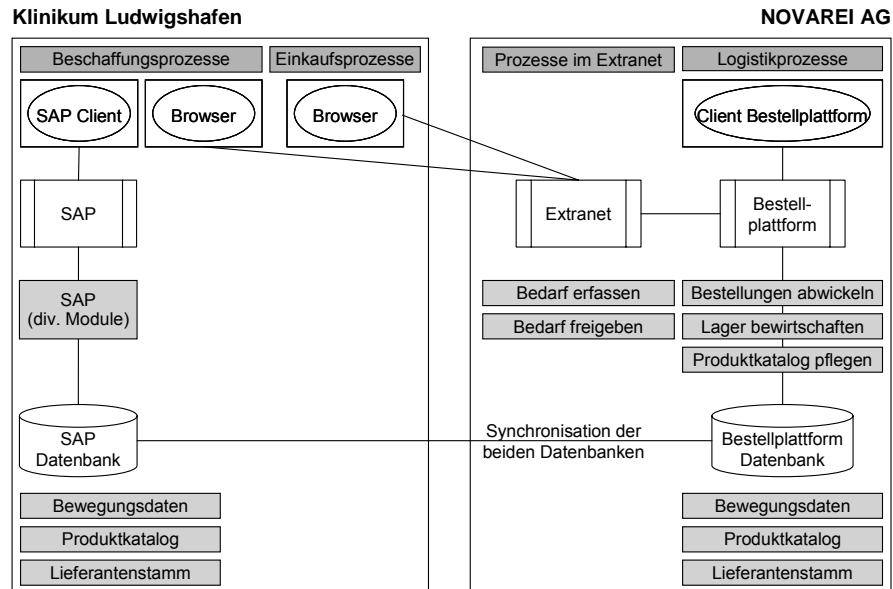 Klinikum Ludwigshafen
NOVAREI AG
Beschaffungsprozesse
Einkaufsprozesse
Prozesse im Extranet
Logistikprozesse
SAP Client
Browser
Browser
Client Bestellplattform
SAP
Extranet
Bestell-
plattform
SAP
(div. Module)
Bedarf erfassen
Bestellungen abwickeln
Bedarf freigeben
Lager bewirtschaften
Produktkatalog pflegen
SAP
Datenbank
Synchronisation der
beiden Datenbanken
Bestellplattform
Datenbank
Bewegungsdaten
Bewegungsdaten
Produktkatalog
Produktkatalog
Lieferantenstamm
Lieferantenstamm